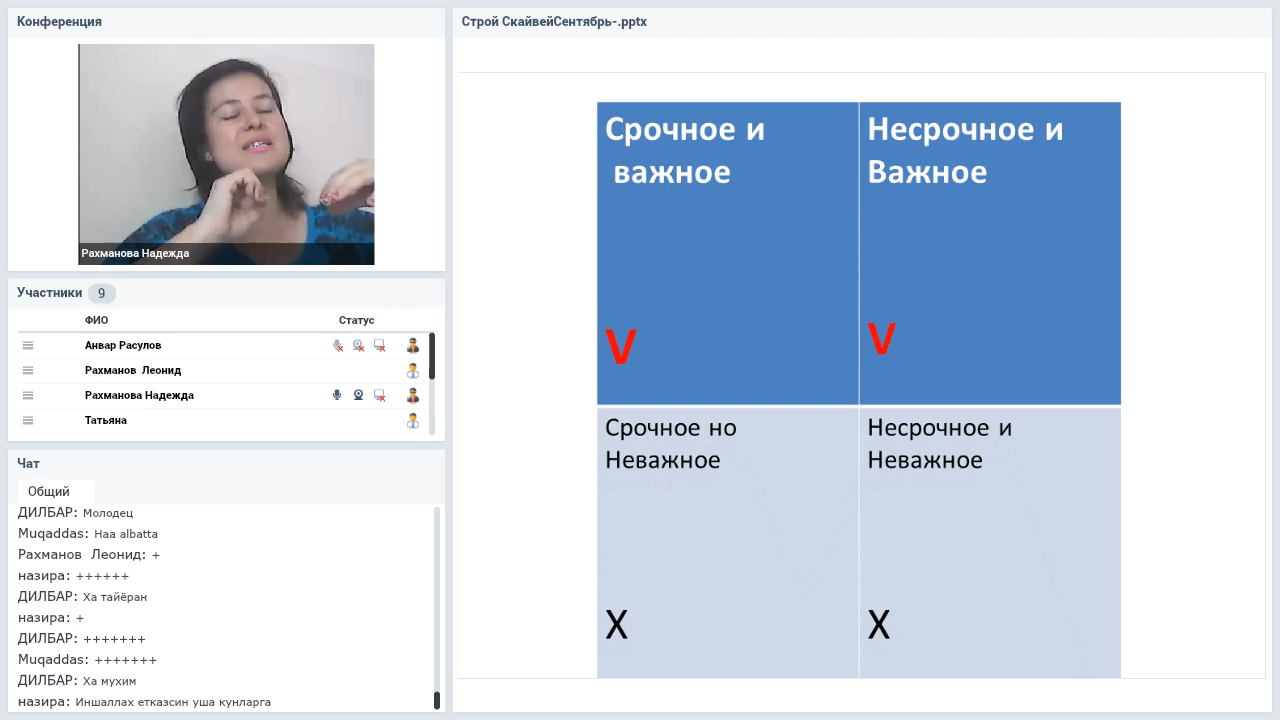 Конференция
Рахманова Надежда
Участники 9
ФИО Статус
Анвар Расулов
Рахманов Леонид
Рахманова Надежда
Татьяна
Чат
Общий
ДИЛБАР: Молодец
Muqaddas: Haa albatta
Рахманов Леонид: +
назира: ++++++
ДИЛБАР: Ха тайёран
назира: +
ДИЛБАР: +++++++
Muqaddas: +++++++
ДИЛБАР: Ха мухим
назира: Иншаллах етказсин уша кунларга
Строй СкайвейСентябрь-.pptx
Срочное и
важное
V
Несрочное и
Важное
V
Срочное но
Неважное
X
Несрочное и
Неважное
X